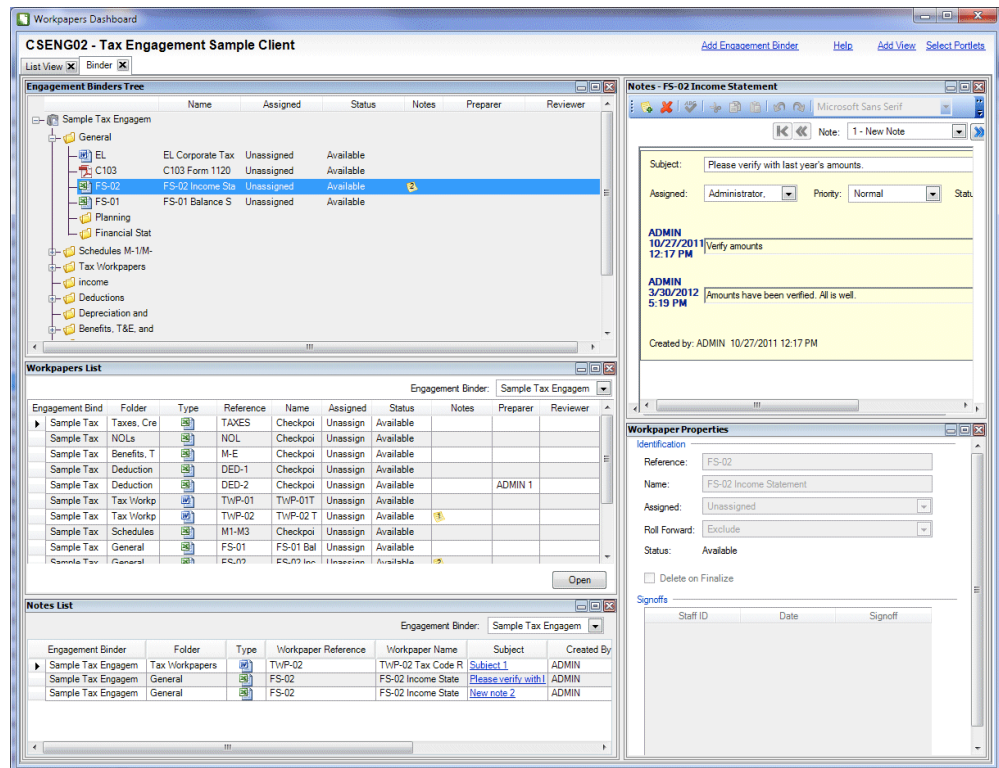 Workpapers Dashboard
CSENG02 - Tax Engagement Sample Client
Add Engagement Binder Help Add View Select Portlets
List View Binder
Engagement Binders Tree
Name Assigned Status Notes Preparer Reviewer
Sample Tax Engagem
General
EL EL Corporate Tax Unassigned Available
C103 C103 Form 1120 Unassigned Available
FS-02 FS-02 Income Sta Unassigned Available 2
FS-01 FS-01 Balance S Unassigned Available
Planning
Financial Stat
Schedules M-1/M-
Tax Workpapers
income
Deductions
Depreciation and
Benefits, T&E, and
Workpapers List
Engagement Binder: Sample Tax Engagem
Engagement Bind Folder Type Reference Name Assigned Status Notes Preparer Reviewer
Sample Tax Taxes, Cre TAXES Checkpoi Unassign Available
Sample Tax NOLs NOL Checkpoi Unassign Available
Sample Tax Benefits, T M-E Checkpoi Unassign Available
Sample Tax Deduction DED-1 Checkpoi Unassign Available
Sample Tax Deduction DED-2 Checkpoi Unassign Available ADMIN 1
Sample Tax Tax Workp TWP-01 TWP-01T Unassign Available
Sample Tax Tax Workp TWP-02 TWP-02 T Unassign Available 1
Sample Tax Schedules M1-M3 Checkpoi Unassign Available
Sample Tax General FS-01 FS-01 Bal Unassign Available
Sample Tax General FS-02 FS-02 Inc Unassign Available 2
Open
Notes List
Engagement Binder: Sample Tax Engagem
Engagement Binder Folder Type Workpaper Reference Workpaper Name Subject Created By
Sample Tax Engagem Tax Workpapers TWP-02 TWP-02 Tax Code R Subject 1 ADMIN
Sample Tax Engagem General FS-02 FS-02 Income State Please verify with l ADMIN
Sample Tax Engagem General FS-02 FS-02 Income State New note 2 ADMIN
Notes - FS-02 Income Statement
Microsoft Sans Serif
Note: 1 - New Note
Subject: Please verify with last year's amounts.
Assigned: Administrator, Priority: Normal Statu
ADMIN
10/27/2011 Verify amounts
12:17 PM
ADMIN
3/30/2012 Amounts have been verified. All is well.
5:19 PM
Created by: ADMIN 10/27/2011 12:17 PM
Workpaper Properties
Identification
Reference: FS-02
Name: FS-02 Income Statement
Assigned: Unassigned
Roll Forward: Exclude
Status: Available
Delete on Finalize
Signoffs
Staff ID Date Signoff